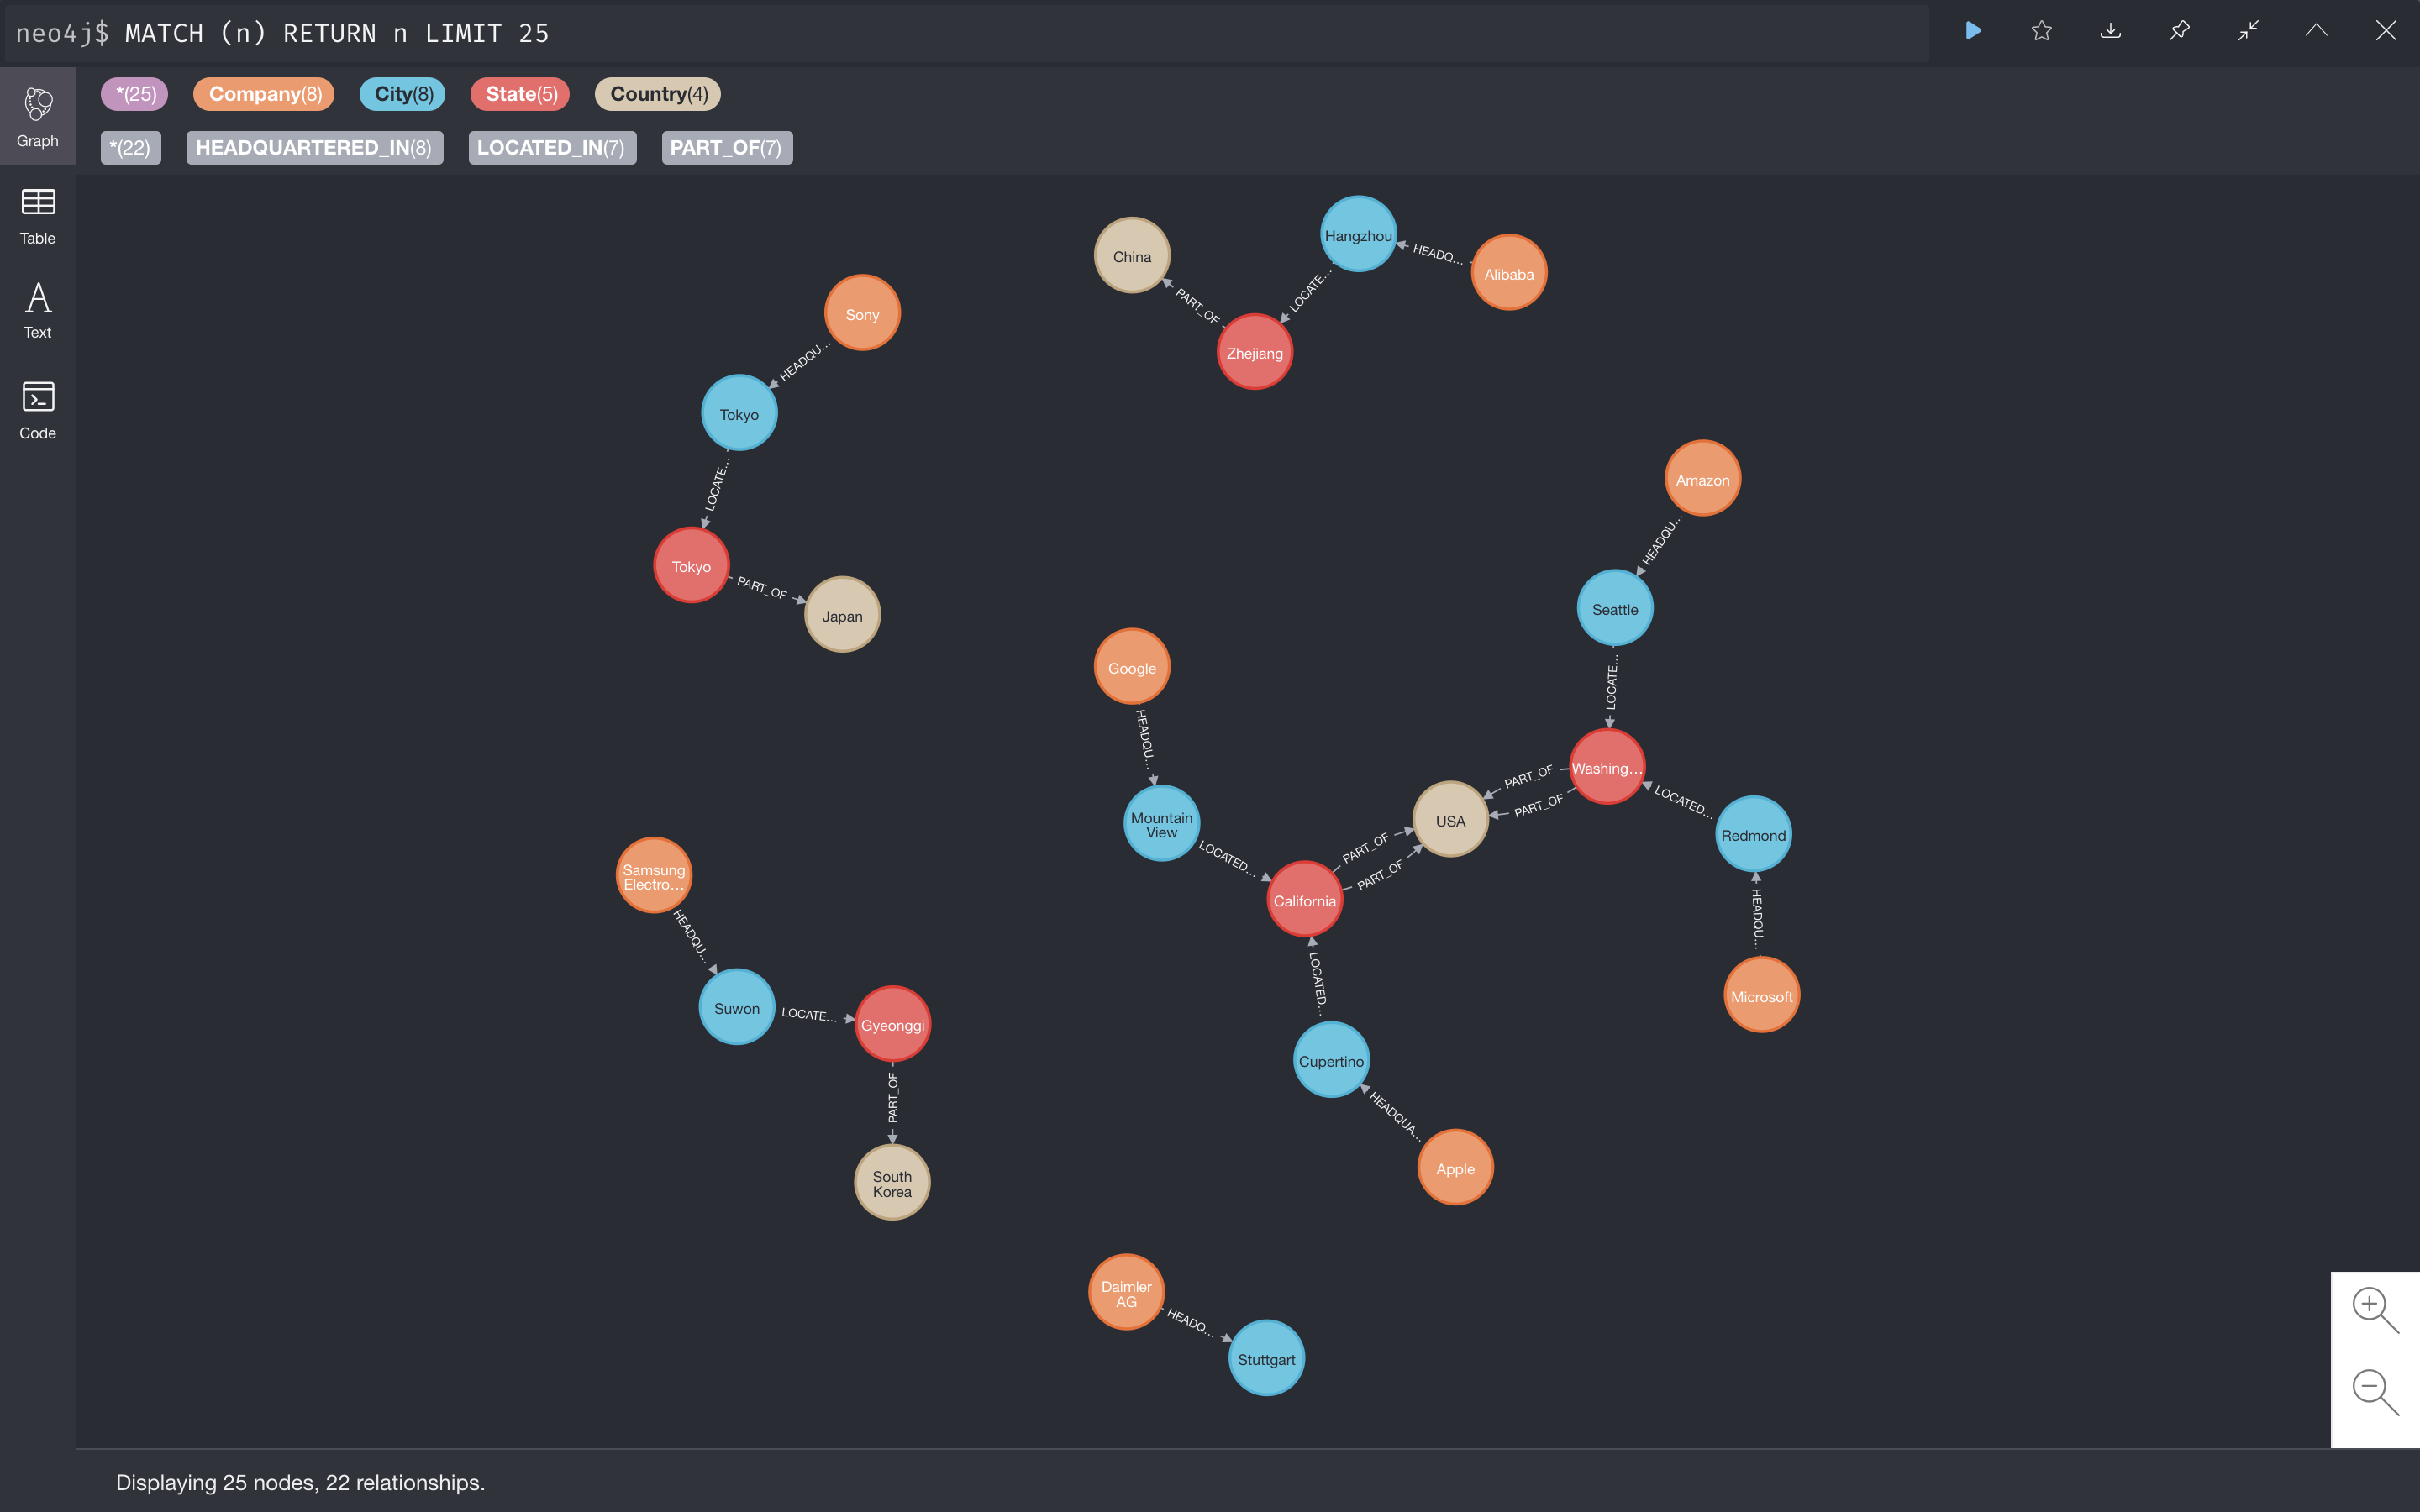 neo4j$ MATCH (n) RETURN n LIMIT 25
*(25) Company(8) City(8) State(5) Country(4)
*(22) HEADQUARTERED_IN(8) LOCATED_IN(7) PART_OF(7)
Graph
Table
Text
Code
China
Hangzhou
Alibaba
HEADQ...
LOCATE...
PART_OF
Zhejiang
Sony
HEADQU...
Tokyo
LOCATE...
Tokyo
PART_OF
Japan
Amazon
HEADQU...
Seattle
LOCATE...
Washing...
PART_OF
PART_OF
USA
LOCATED...
Redmond
HEADQU...
Microsoft
Google
HEADQU...
Mountain
View
LOCATED...
California
PART_OF
PART_OF
LOCATED...
Cupertino
HEADQUA...
Apple
Samsung
Electro...
HEADQU...
Suwon
LOCATE...
Gyeonggi
PART_OF
South
Korea
Daimler
AG
HEADQ...
Stuttgart
Displaying 25 nodes, 22 relationships.